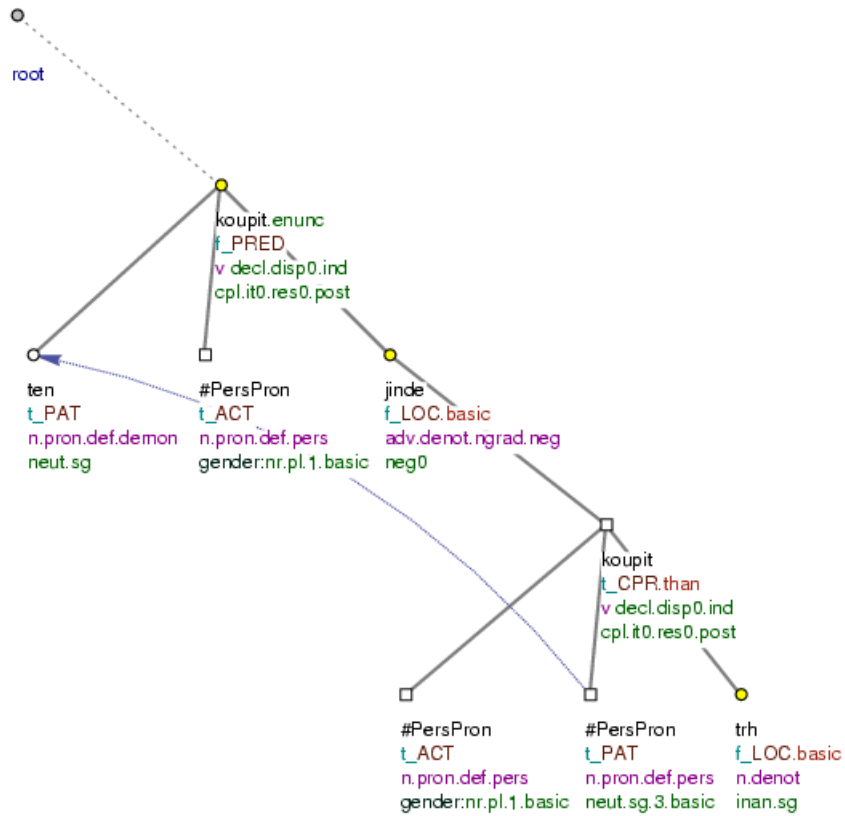 root
koupit.enunc
f_PRED
v decl.disp0.ind
cpl.it0.res0.post
ten
t_PAT
n.pron.def.demon
neut.sg
#PersPron
t_ACT
n.pron.def.pers
gender:nr.pl.1.basic
jinde
f_LOC.basic
adv.denot.ngrad.neg
neg0
koupit
t_CPR.than
v decl.disp0.ind
cpl.it0.res0.post
#PersPron
t_ACT
n.pron.def.pers
gender:nr.pl.1.basic
#PersPron
t_PAT
n.pron.def.pers
neut.sg.3.basic
trh
f_LOC.basic
n.denot
inan.sg